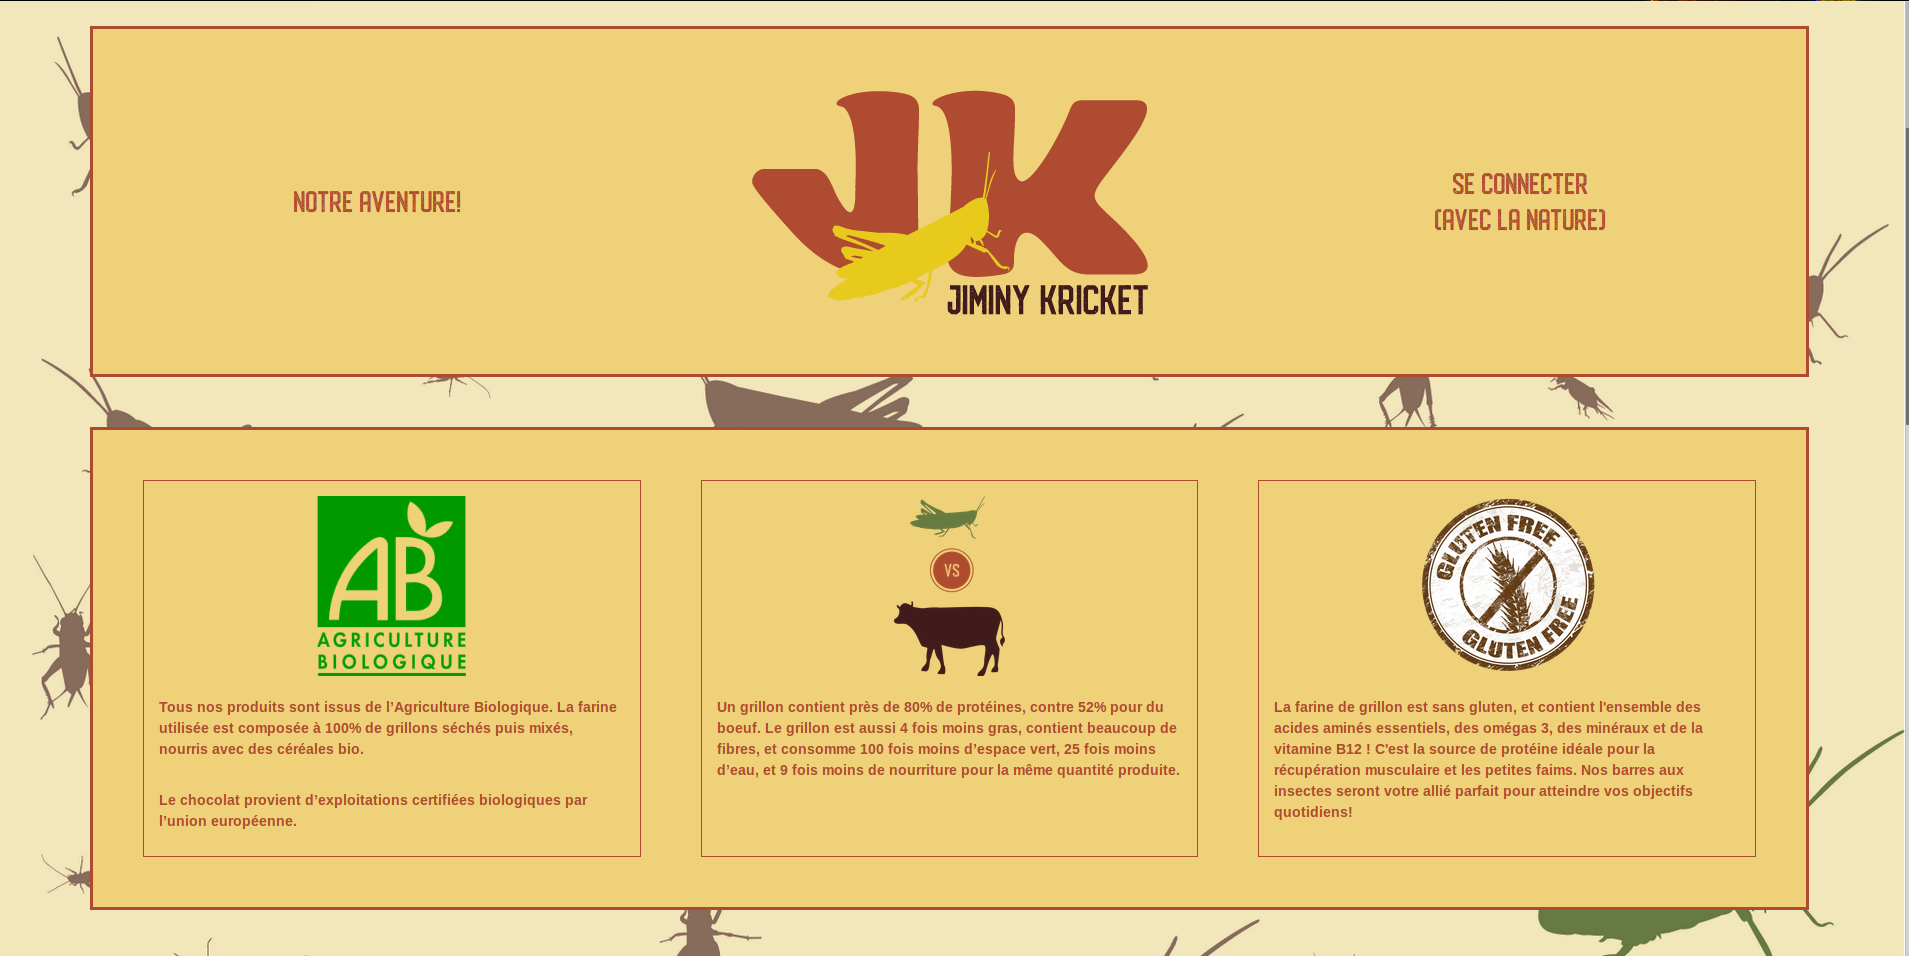 NOTRE AVENTURE!
JK
JIMINY KRICKET
SE CONNECTER
(AVEC LA NATURE)
AB
AGRICULTURE
BIOLOGIQUE
Tous nos produits sont issus de l’Agriculture Biologique. La farine
utilisée est composée à 100% de grillons séchés puis mixés,
nourris avec des céréales bio.
Le chocolat provient d’exploitations certifiées biologiques par
l’union européenne.
VS
Un grillon contient près de 80% de protéines, contre 52% pour du
boeuf. Le grillon est aussi 4 fois moins gras, contient beaucoup de
fibres, et consomme 100 fois moins d’espace vert, 25 fois moins
d’eau, et 9 fois moins de nourriture pour la même quantité produite.
GLUTEN FREE
GLUTEN FREE
La farine de grillon est sans gluten, et contient l'ensemble des
acides aminés essentiels, des omégas 3, des minéraux et de la
vitamine B12 ! C'est la source de protéine idéale pour la
récupération musculaire et les petites faims. Nos barres aux
insectes seront votre allié parfait pour atteindre vos objectifs
quotidiens!